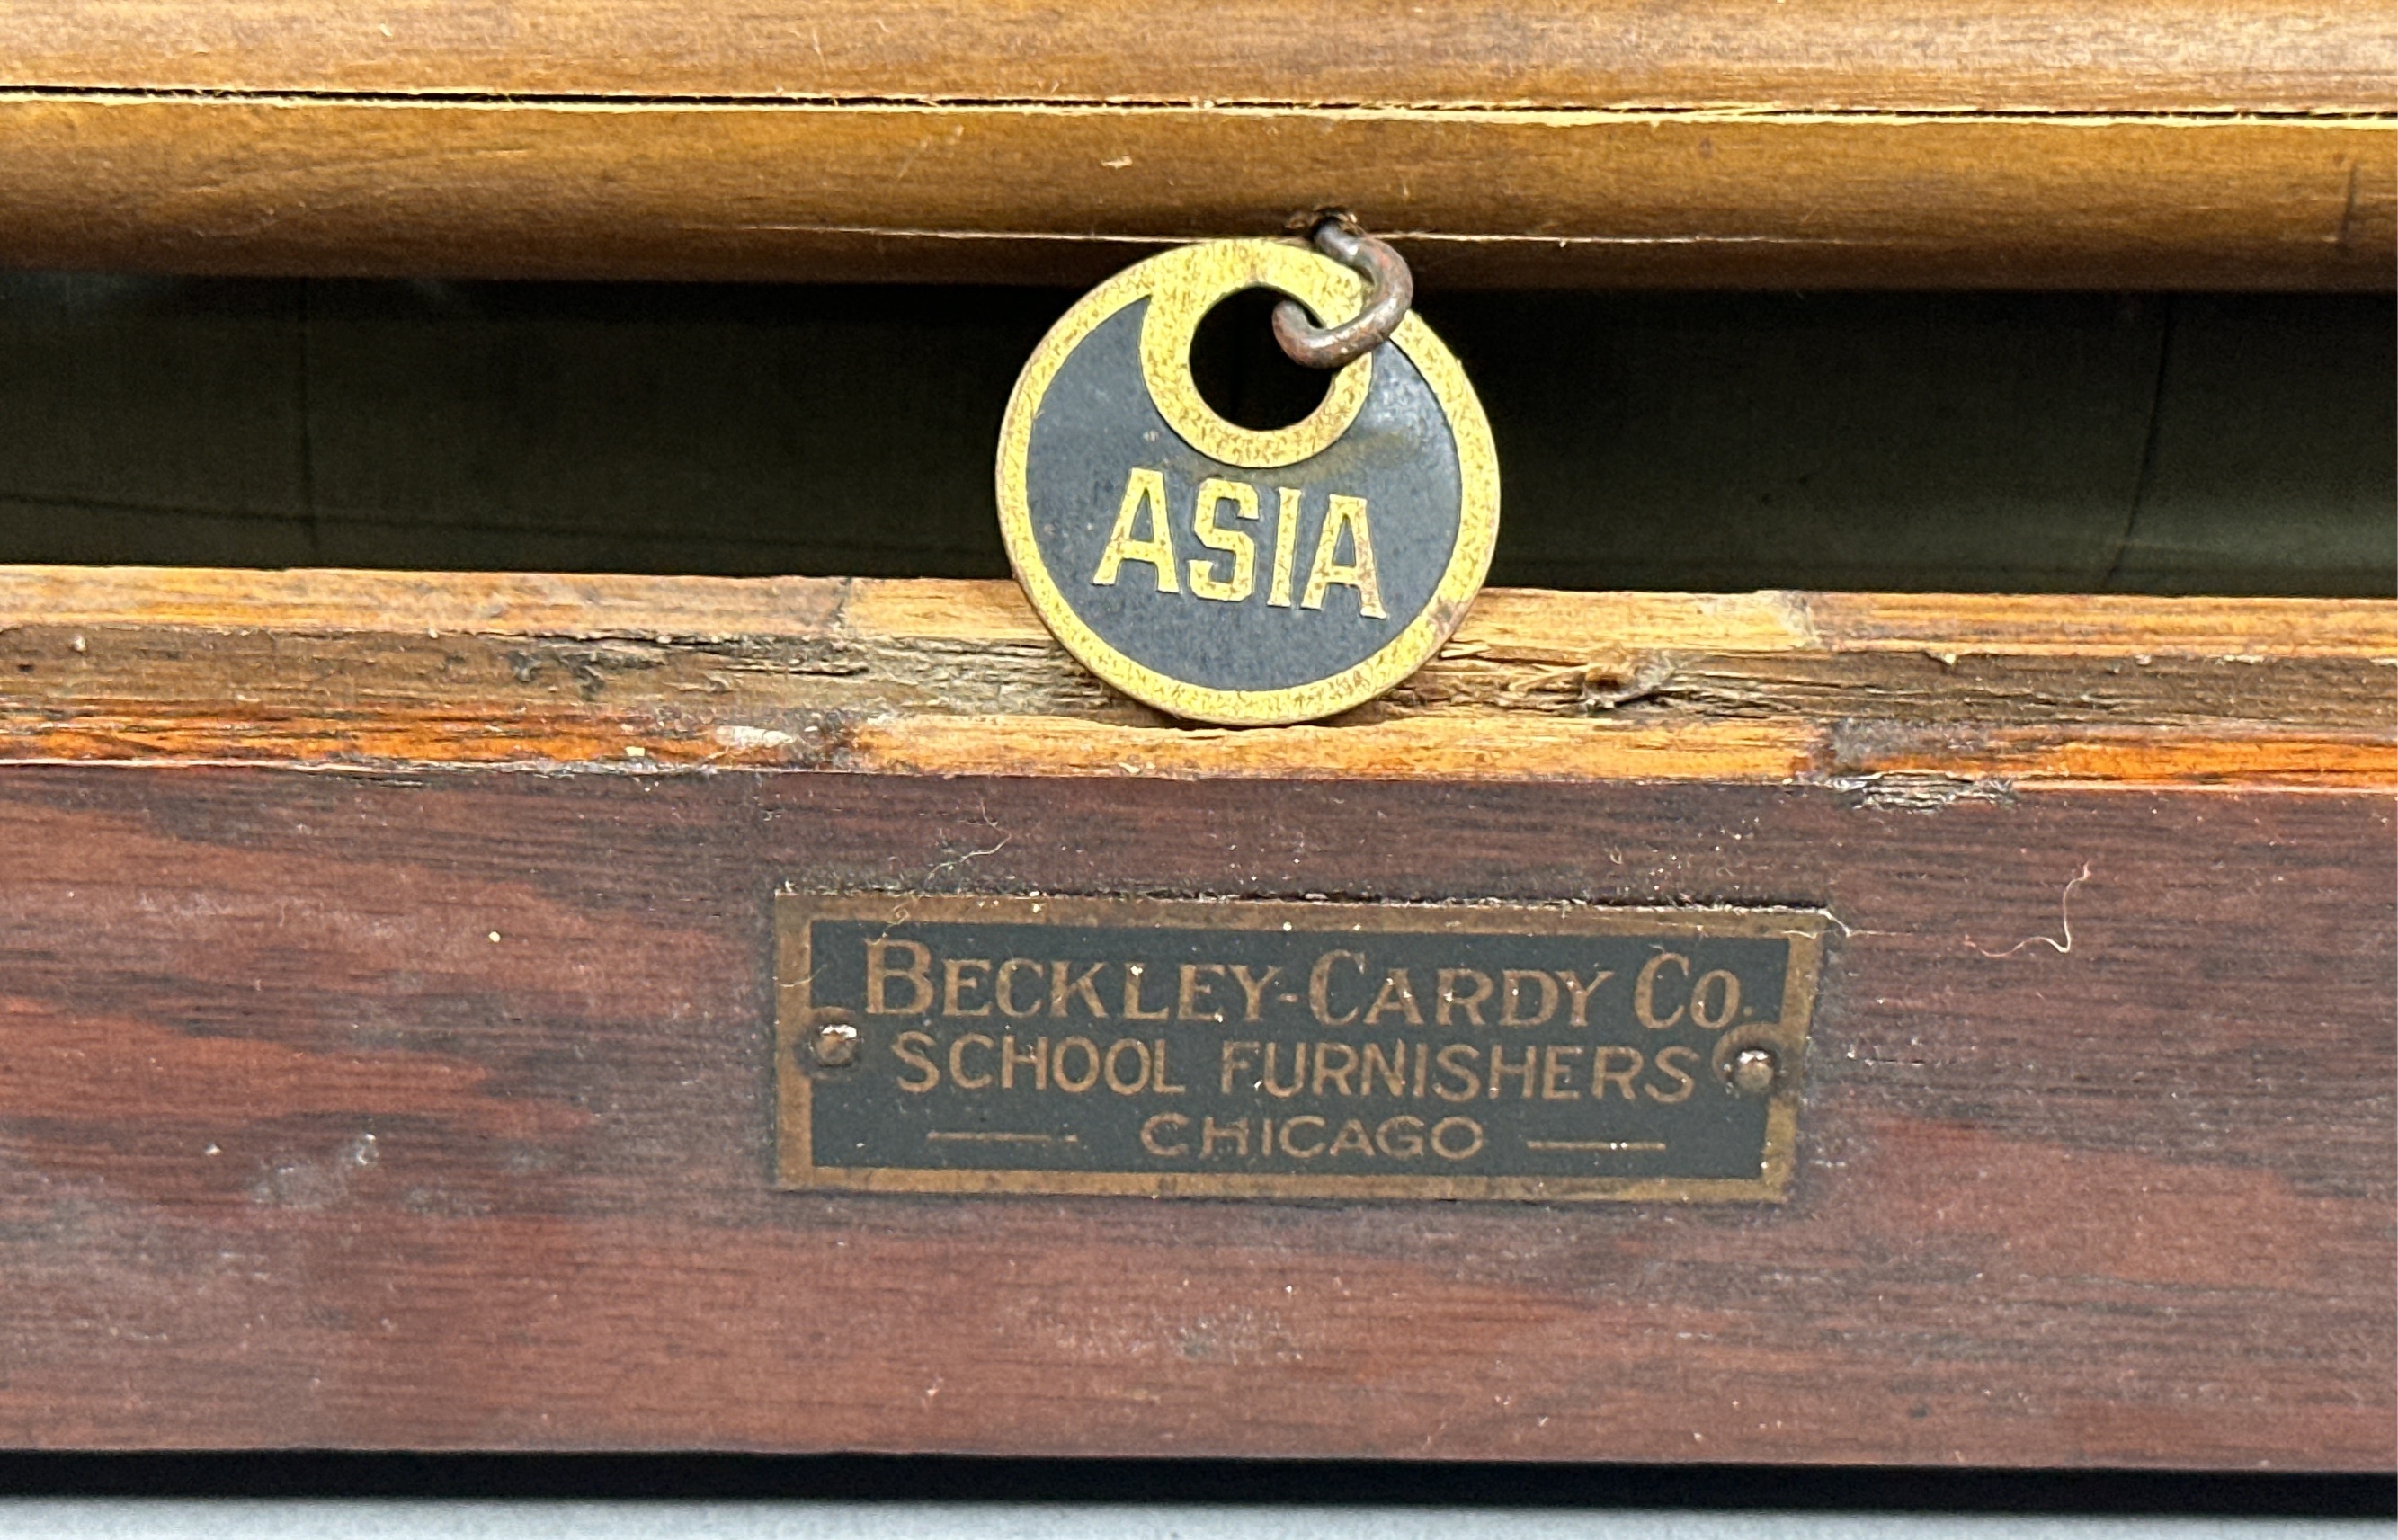 ASIA
BECKLEY-CARDY CO.
SCHOOL FURNISHERS
CHICAGO